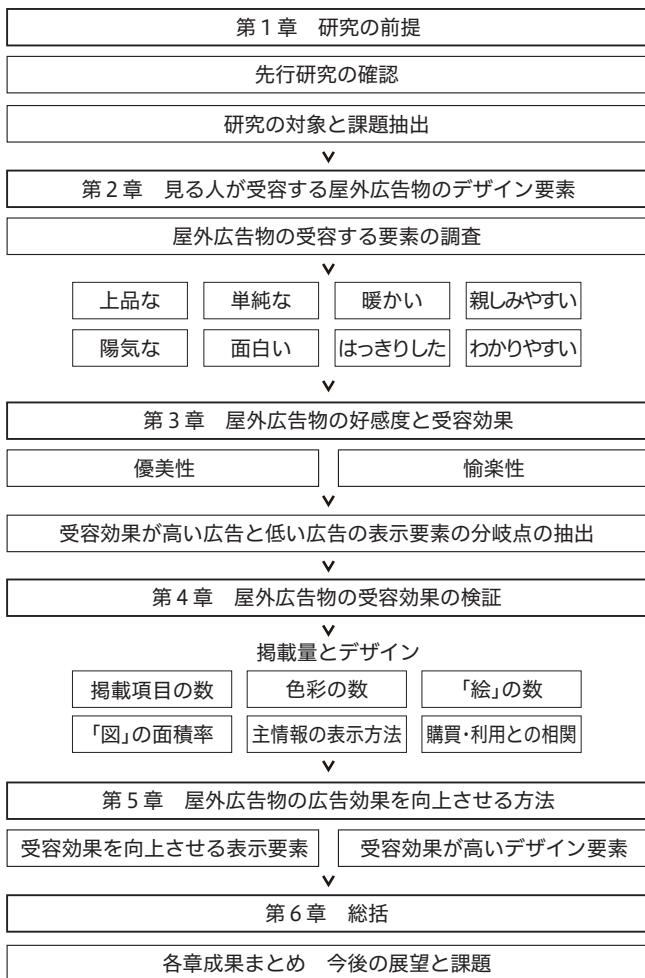 第1章　研究の前提
先行研究の確認
研究の対象と課題抽出
第2章　見る人が受容する屋外広告物のデザイン要素
屋外広告物の受容する要素の調査
上品な　単純な　暖かい　親しみやすい
陽気な　面白い　はっきりした　わかりやすい
第3章　屋外広告物の好感度と受容効果
優美性　愉楽性
受容効果が高い広告と低い広告の表示要素の分岐点の抽出
第4章　屋外広告物の受容効果の検証
掲載量とデザイン
掲載項目の数　色彩の数　「絵」の数
「図」の面積率　主情報の表示方法　購買・利用との相関
第5章　屋外広告物の広告効果を向上させる方法
受容効果を向上させる表示要素　受容効果が高いデザイン要素
第6章　総括
各章成果まとめ　今後の展望と課題